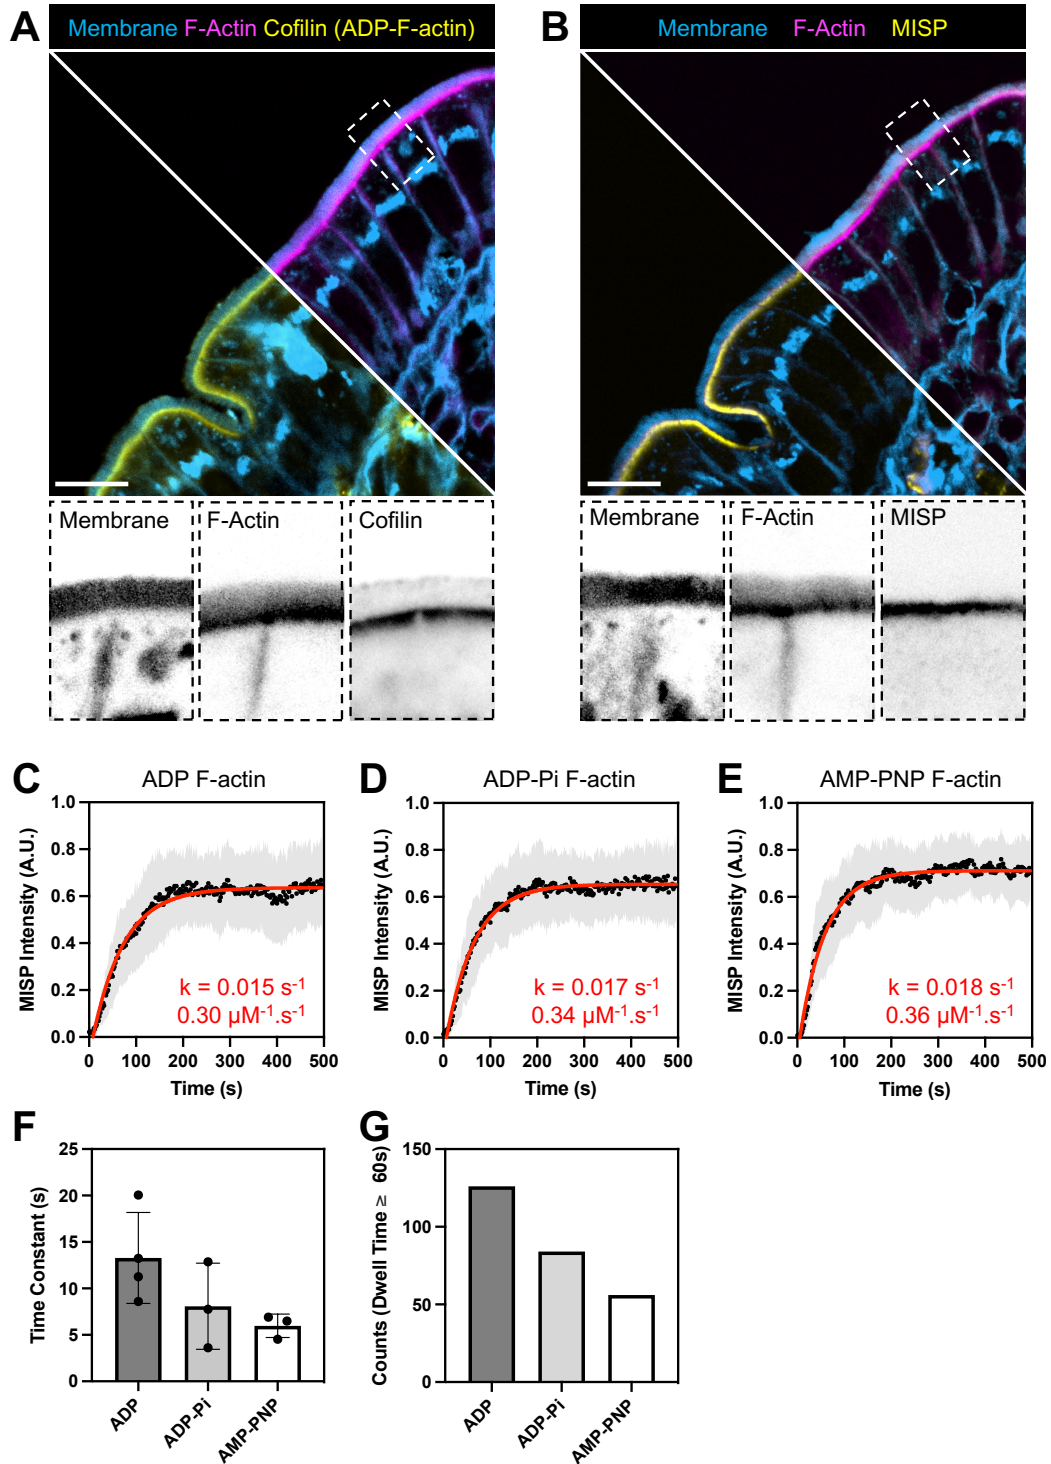 A
Membrane F-Actin Cofilin (ADP-F-actin)
B
Membrane F-Actin MISP
Membrane
F-Actin
Cofilin
Membrane
F-Actin
MISP
C
ADP F-actin
MISP Intensity (A.U.)
1.0
0.8
0.6
0.4
0.2
0.0
k = 0.015 s⁻¹
0.30 µM⁻¹.s⁻¹
0 100 200 300 400 500
Time (s)
D
ADP-Pi F-actin
MISP Intensity (A.U.)
1.0
0.8
0.6
0.4
0.2
0.0
k = 0.017 s⁻¹
0.34 µM⁻¹.s⁻¹
0 100 200 300 400 500
Time (s)
E
AMP-PNP F-actin
MISP Intensity (A.U.)
1.0
0.8
0.6
0.4
0.2
0.0
k = 0.018 s⁻¹
0.36 µM⁻¹.s⁻¹
0 100 200 300 400 500
Time (s)
F
Time Constant (s)
25
20
15
10
5
0
ADP
ADP-Pi
AMP-PNP
G
Counts (Dwell Time ≥ 60s)
150
100
50
0
ADP
ADP-Pi
AMP-PNP